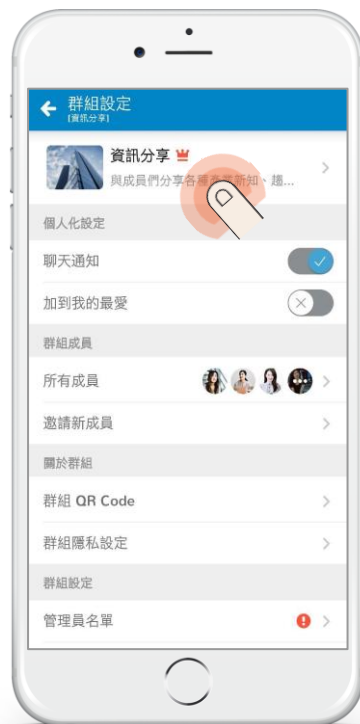 群組設定
[資訊分享]
資訊分享
與成員們分享各種產業新知、趨...
個人化設定
聊天通知
加到我的最愛
群組成員
所有成員
邀請新成員
關於群組
群組 QR Code
群組隱私設定
群組設定
管理員名單